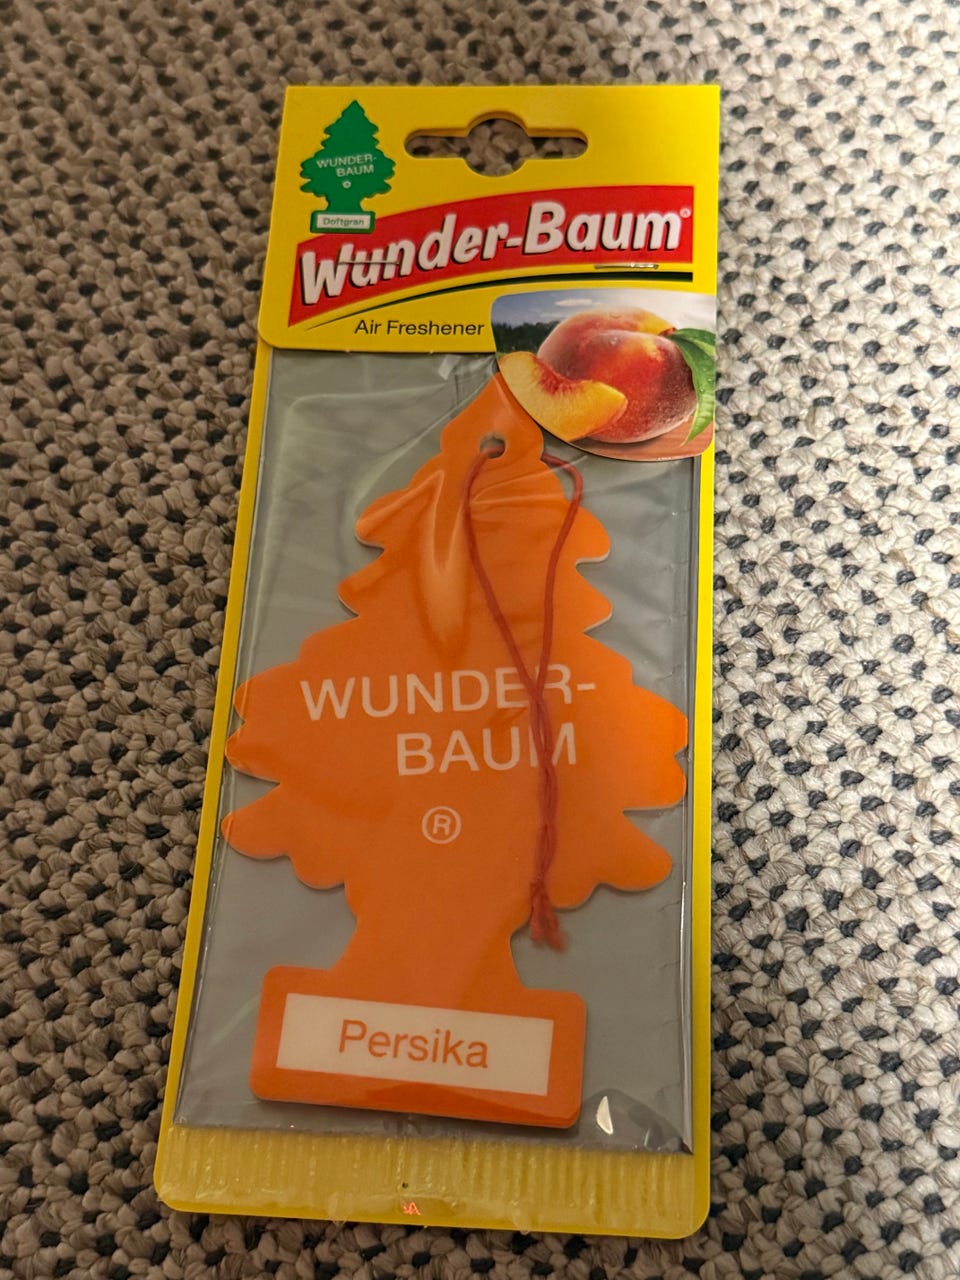 WUNDER-
BAUM
Doftgran
Wunder-Baum®
Air Freshener
WUNDER-
BAUM
®
Persika